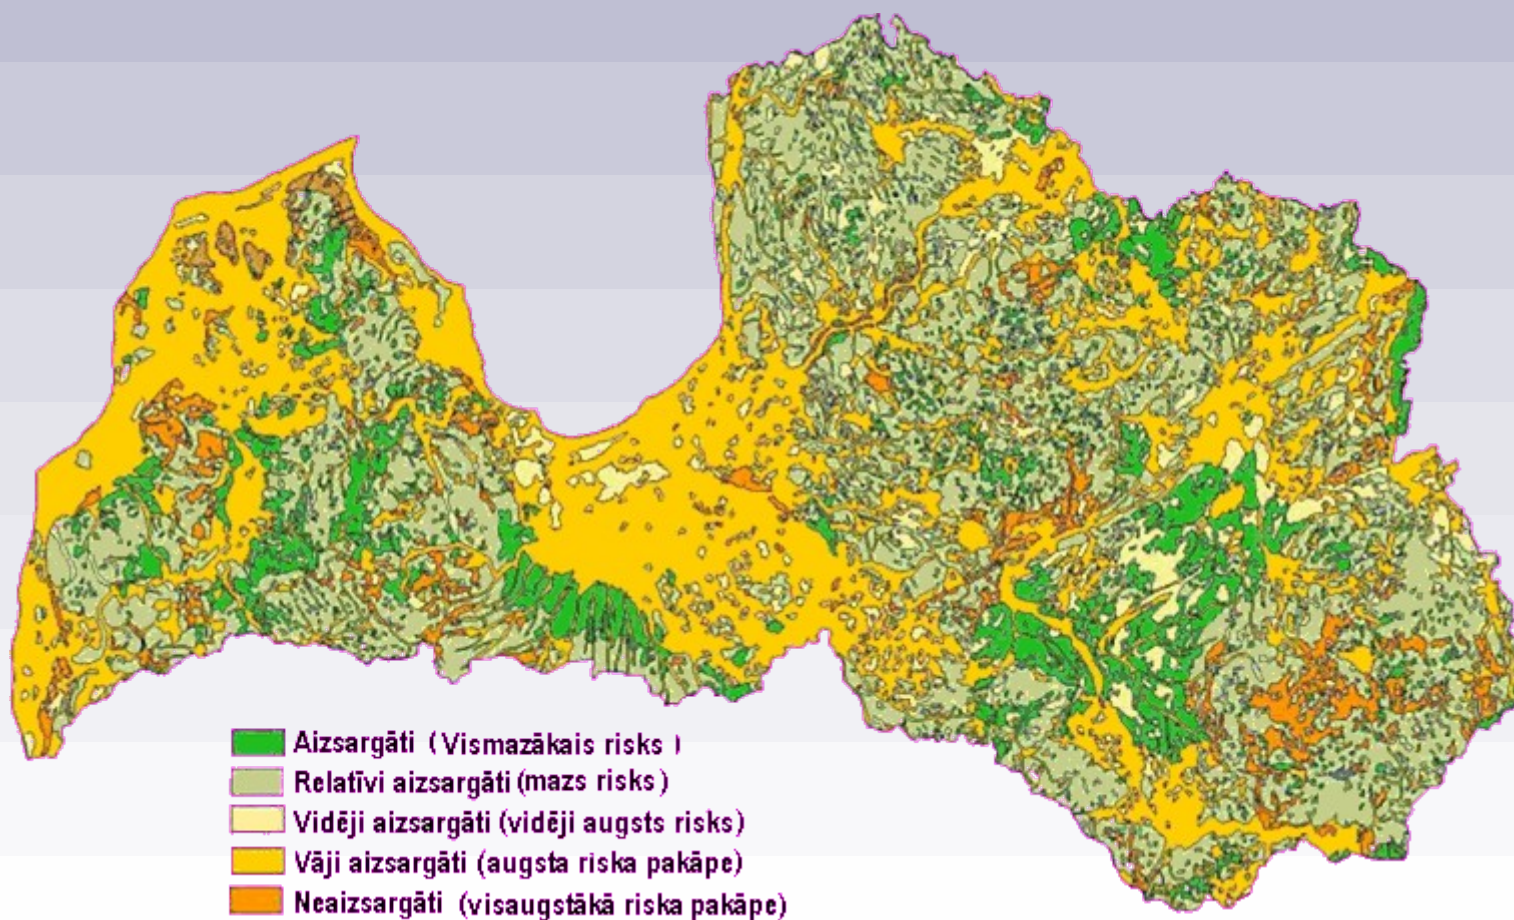 Aizsargāti (Vismazākais risks )
Relatīvi aizsargāti (mazs risks)
Vidēji aizsargāti (vidēji augsts risks)
Vāji aizsargāti (augsta riska pakāpe)
Neaizsargāti (visaugstākā riska pakāpe)